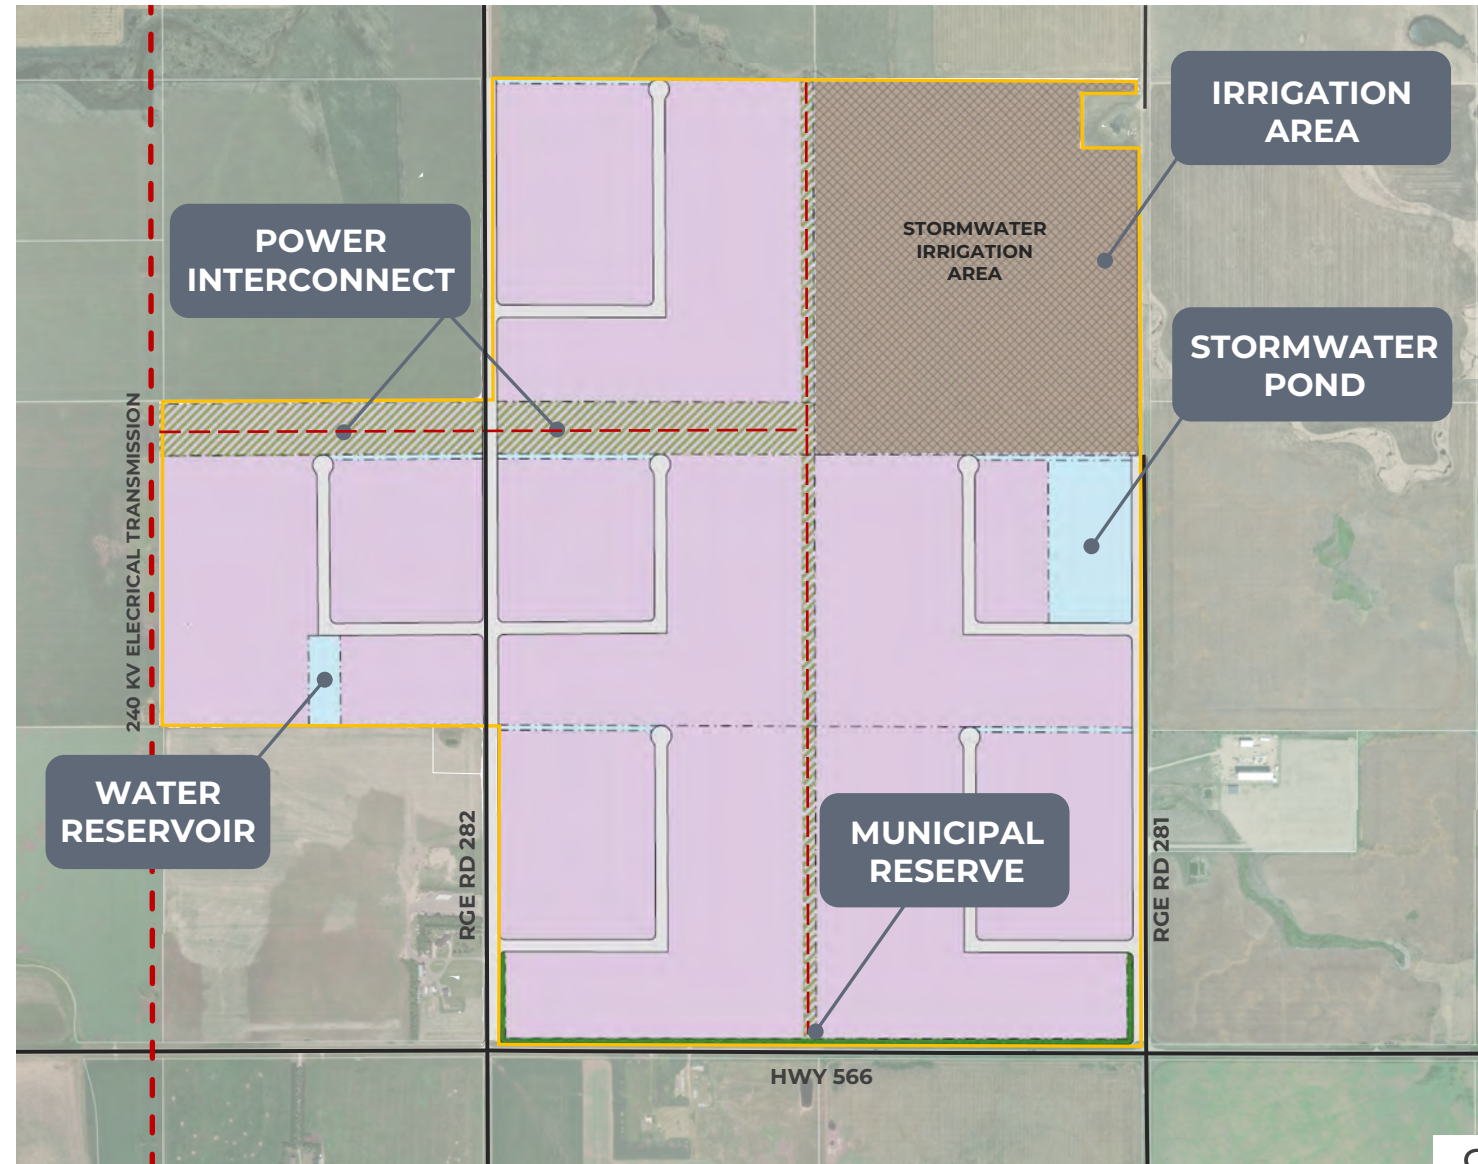 IRRIGATION
AREA
STORMWATER
IRRIGATION
AREA
POWER
INTERCONNECT
STORMWATER
POND
240 KV ELECRICAL TRANSMISSION
WATER
RESERVOIR
RGE RD 282
MUNICIPAL
RESERVE
RGE RD 281
HWY 566